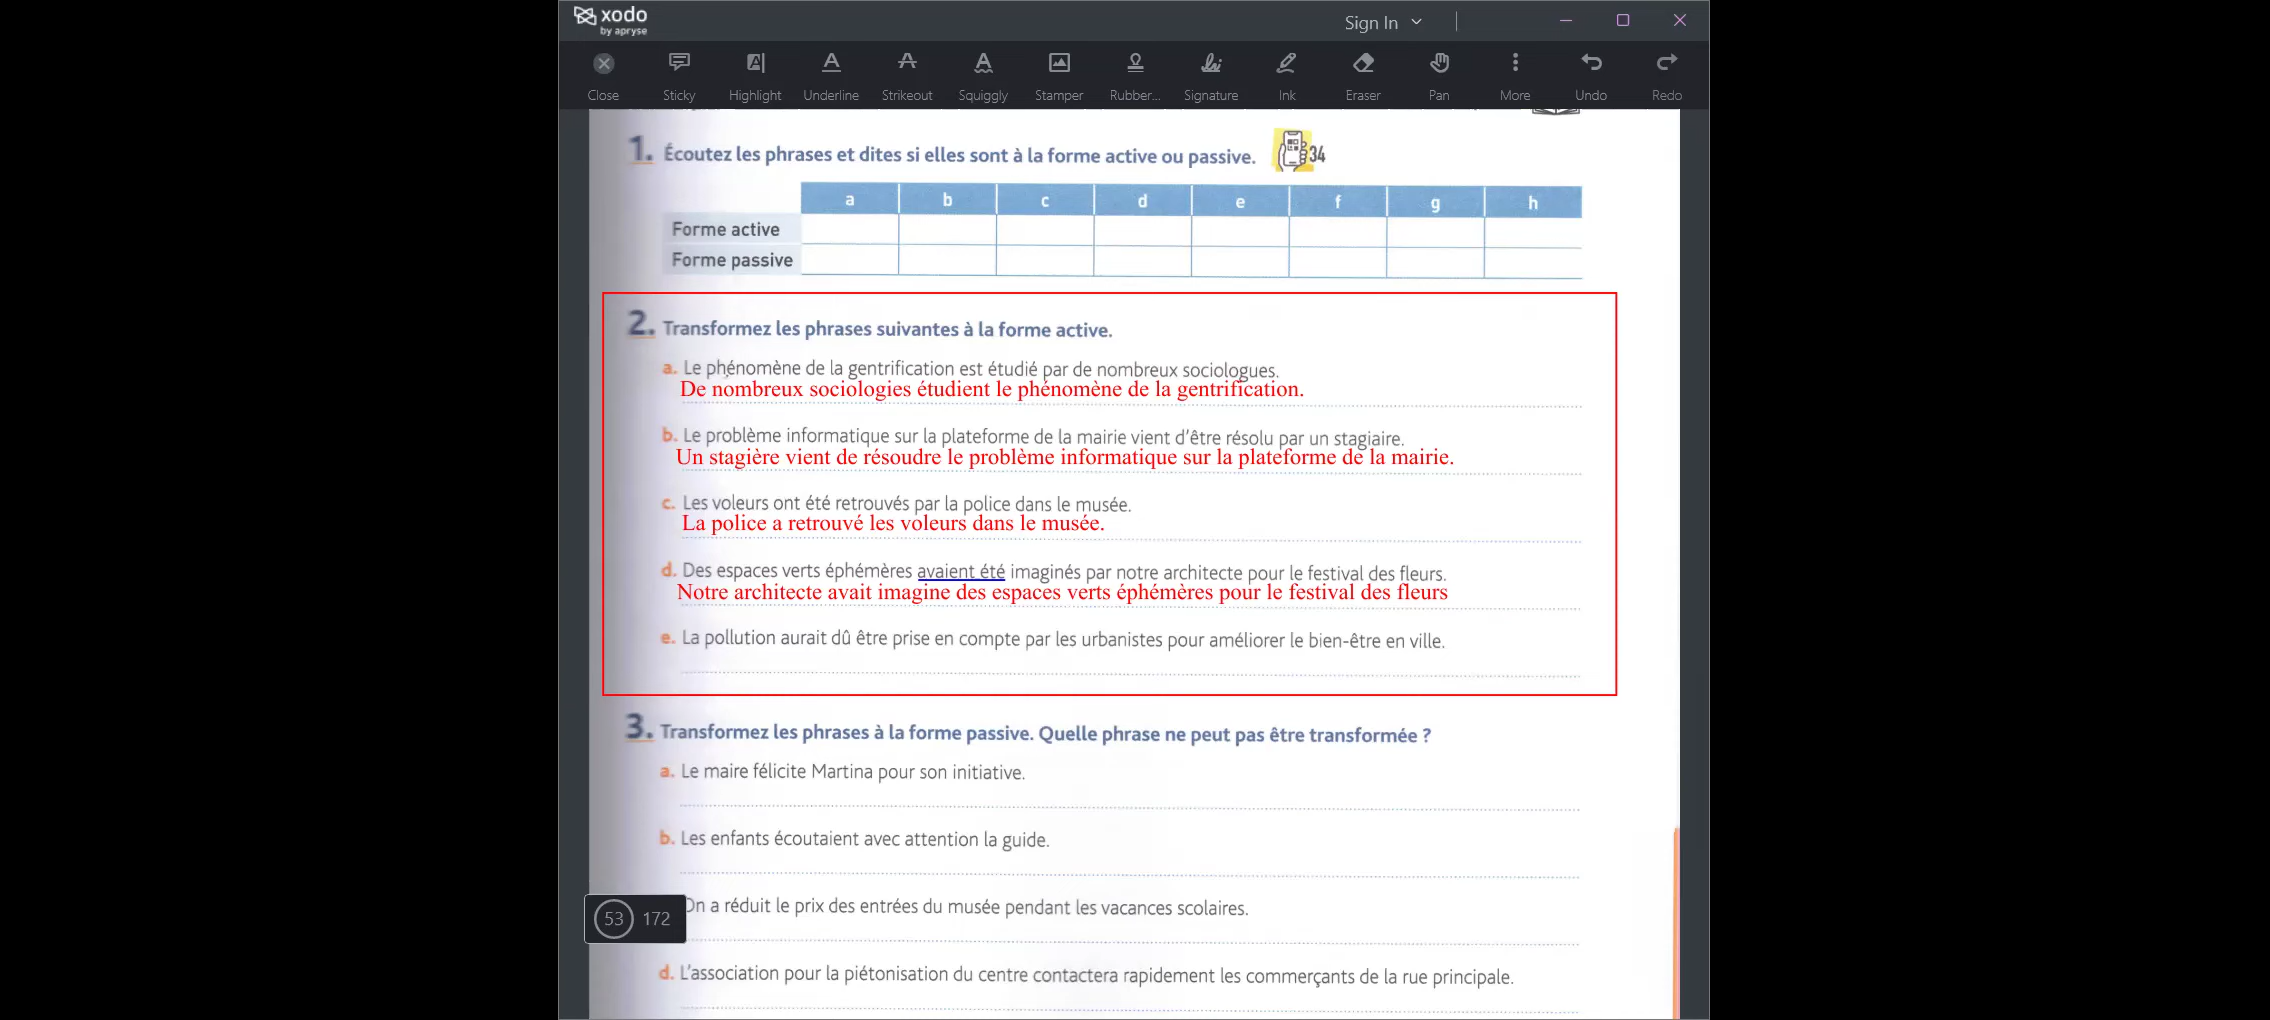 xodo
by apryse
Sign In
Close Sticky Highlight Underline Strikeout Squiggly Stamper Rubber... Signature Ink Eraser Pan More Undo Redo
1. Écoutez les phrases et dites si elles sont à la forme active ou passive. 34
a b c d e f g h
Forme active
Forme passive
2. Transformez les phrases suivantes à la forme active.
a. Le phénomène de la gentrification est étudié par de nombreux sociologues.
De nombreux sociologies étudient le phénomène de la gentrification.
b. Le problème informatique sur la plateforme de la mairie vient d'être résolu par un stagiaire.
Un stagière vient de résoudre le problème informatique sur la plateforme de la mairie.
c. Les voleurs ont été retrouvés par la police dans le musée.
La police a retrouvé les voleurs dans le musée.
d. Des espaces verts éphémères avaient été imaginés par notre architecte pour le festival des fleurs.
Notre architecte avait imagine des espaces verts éphémères pour le festival des fleurs
e. La pollution aurait dû être prise en compte par les urbanistes pour améliorer le bien-être en ville.
3. Transformez les phrases à la forme passive. Quelle phrase ne peut pas être transformée ?
a. Le maire félicite Martina pour son initiative.
b. Les enfants écoutaient avec attention la guide.
On a réduit le prix des entrées du musée pendant les vacances scolaires.
53 172
d. L'association pour la piétonisation du centre contactera rapidement les commerçants de la rue principale.